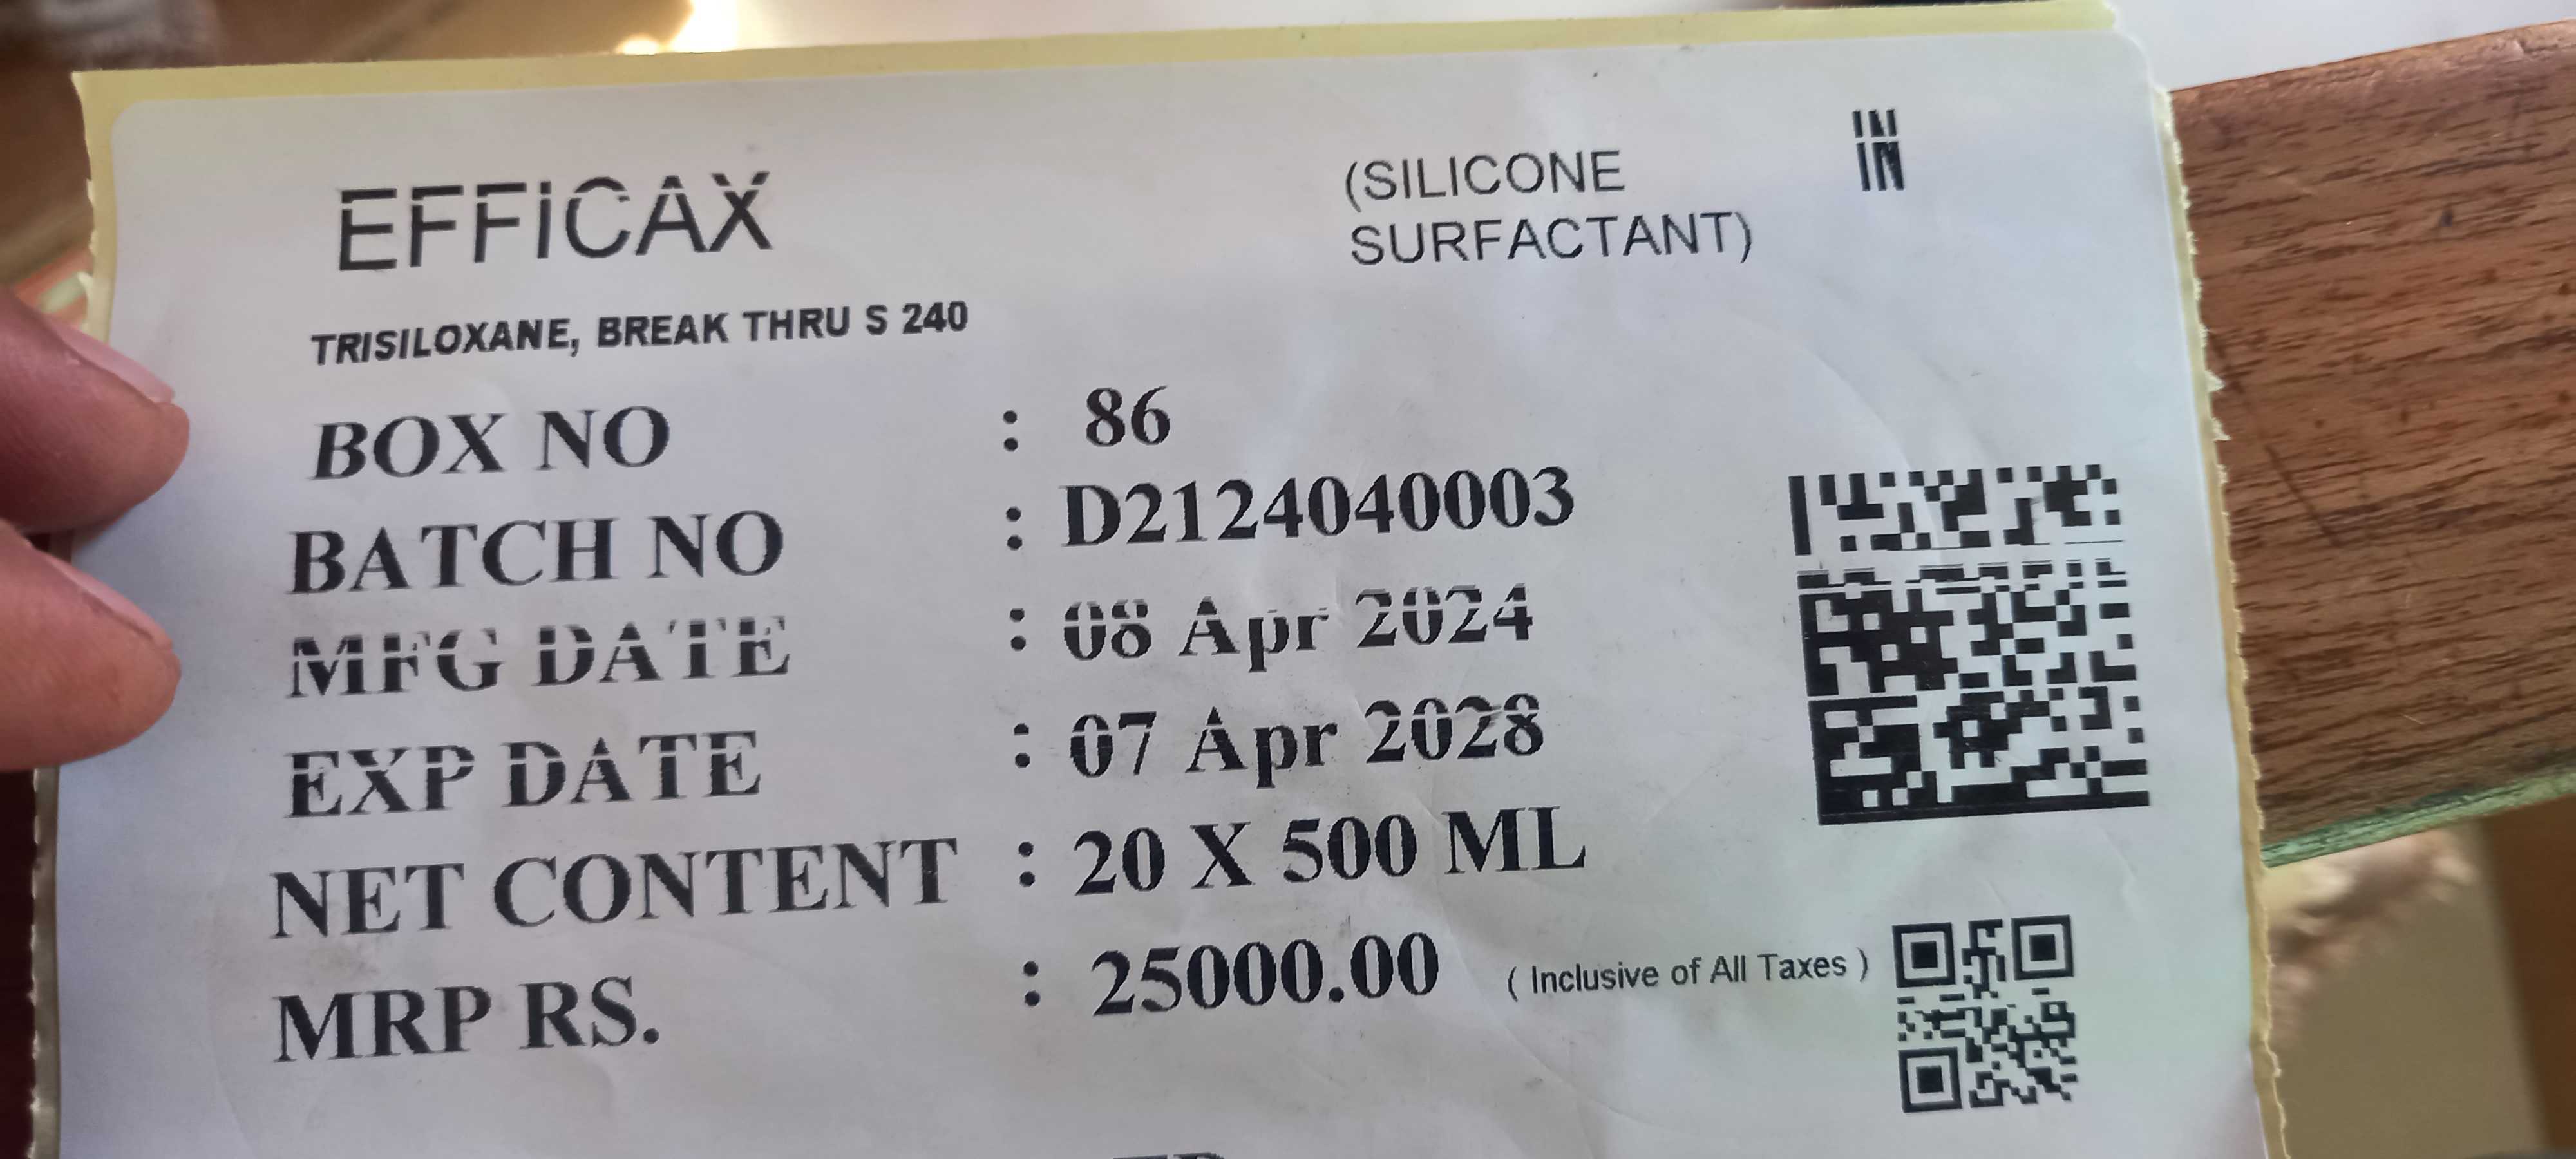 EFFiCAX
(SILICONE
SURFACTANT)
IN
IN
TRISILOXANE, BREAK THRU S 240
BOX NO : 86
BATCH NO : D2124040003
MFG DATE : 08 Apr 2024
EXP DATE : 07 Apr 2028
NET CONTENT : 20 X 500 ML
MRP RS. : 25000.00 ( Inclusive of All Taxes )